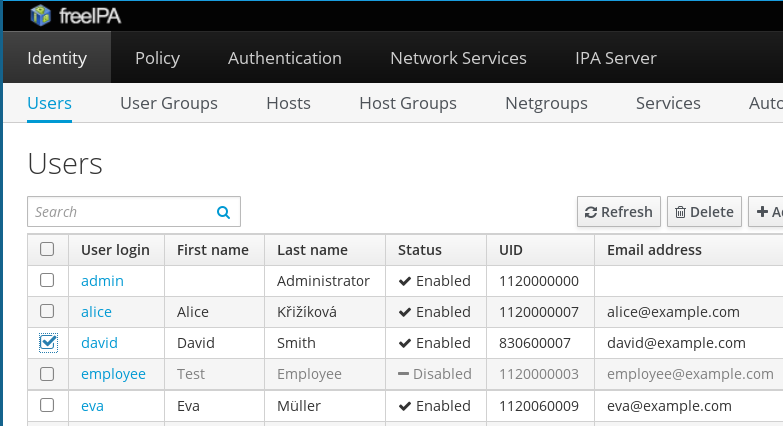 freeIPA
Identity Policy Authentication Network Services IPA Server
Users User Groups Hosts Host Groups Netgroups Services
Users
Search Refresh Delete
User login First name Last name Status UID Email address
admin Administrator Enabled 1120000000
alice Alice Křižíková Enabled 1120000007 alice@example.com
david David Smith Enabled 830600007 david@example.com
employee Test Employee Disabled 1120000003 employee@example.com
eva Eva Müller Enabled 1120060009 eva@example.com